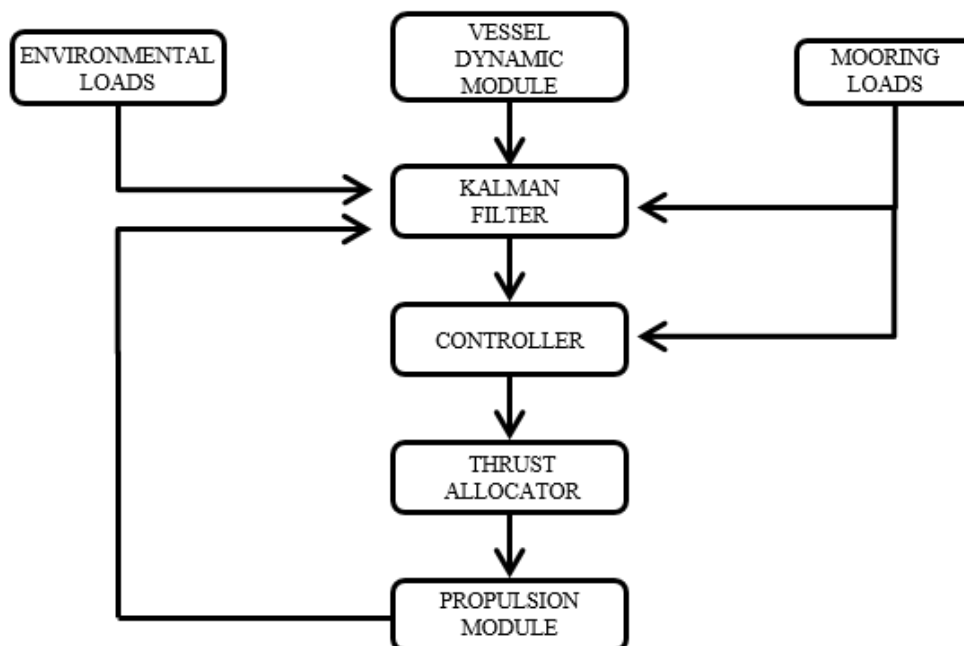 ENVIRONMENTAL
LOADS
VESSEL
DYNAMIC
MODULE
MOORING
LOADS
KALMAN
FILTER
CONTROLLER
THRUST
ALLOCATOR
PROPULSION
MODULE